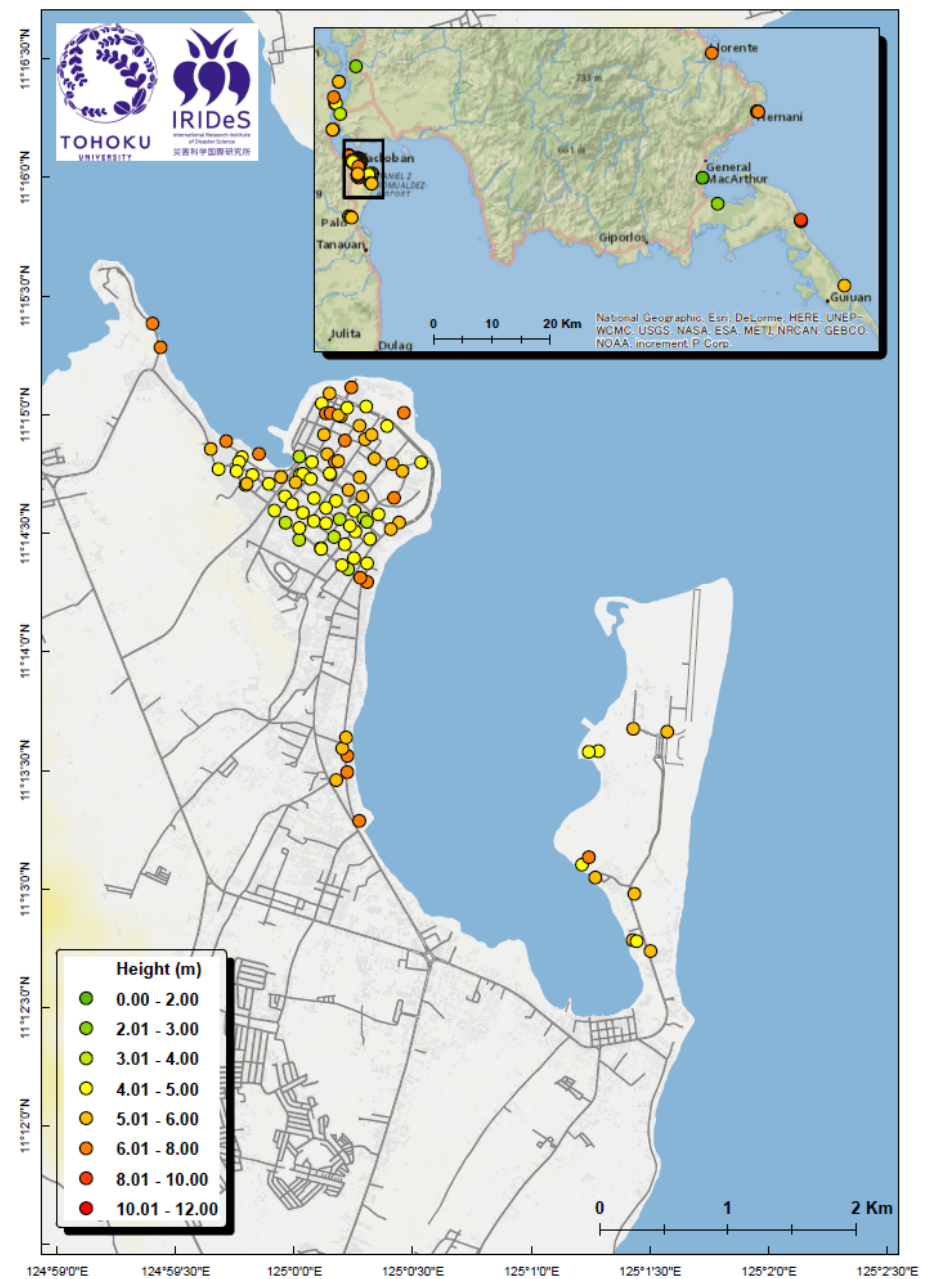 TOHOKU
UNIVERSITY
IRIDeS
International Research Institute
of Disaster Science
災害科学国際研究所
Llorente
733 m
Hernani
661 m
Tacloban
DANIEL Z
ROMUALDEZ-
AIRPORT
General
MacArthur
Palo
Tanauan
Giporlos
Guiuan
Julita
Dulag
0 10 20 Km
National Geographic, Esri, DeLorme, HERE, UNEP-
WCMC, USGS, NASA, ESA, METI, NRCAN, GEBCO,
NOAA, increment P Corp.
11°16'30"N
11°16'0"N
11°15'30"N
11°15'0"N
11°14'30"N
11°14'0"N
11°13'30"N
11°13'0"N
11°12'30"N
11°12'0"N
Height (m)
0.00 - 2.00
2.01 - 3.00
3.01 - 4.00
4.01 - 5.00
5.01 - 6.00
6.01 - 8.00
8.01 - 10.00
10.01 - 12.00
0 1 2 Km
124°59'0"E 124°59'30"E 125°0'0"E 125°0'30"E 125°1'0"E 125°1'30"E 125°2'0"E 125°2'30"E